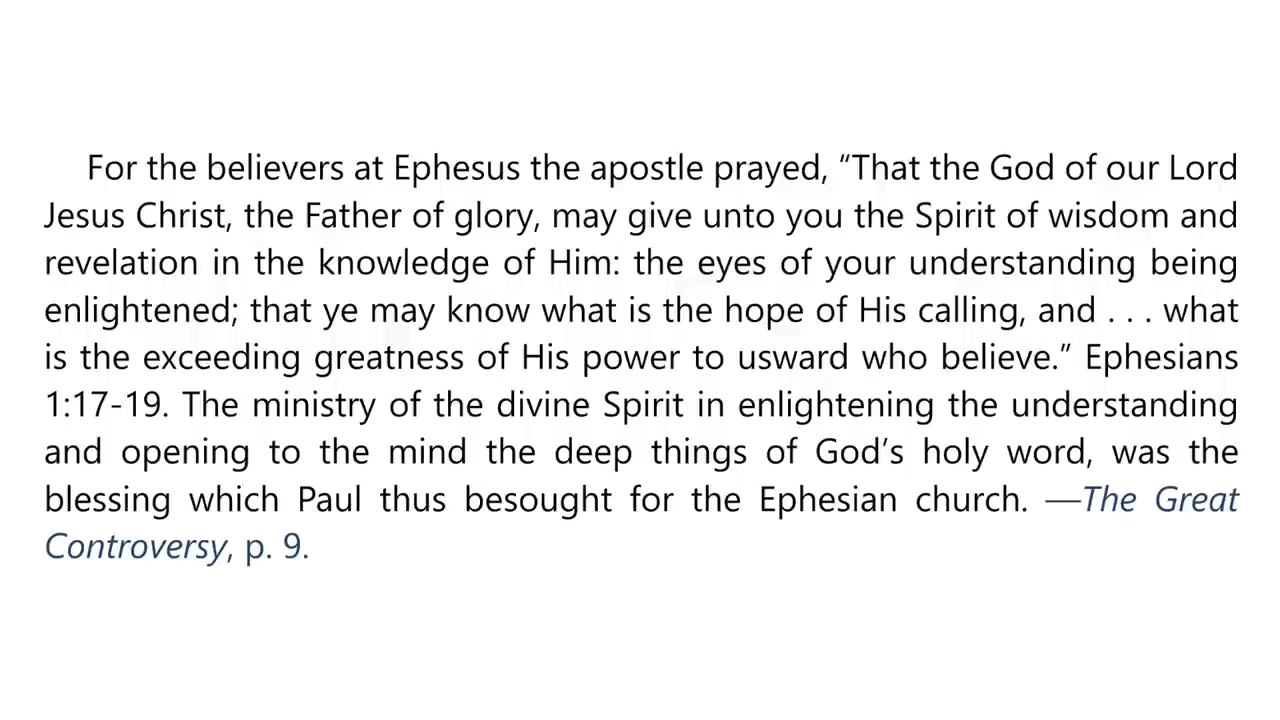 For the believers at Ephesus the apostle prayed, “That the God of our Lord
Jesus Christ, the Father of glory, may give unto you the Spirit of wisdom and
revelation in the knowledge of Him: the eyes of your understanding being
enlightened; that ye may know what is the hope of His calling, and . . . what
is the exceeding greatness of His power to usward who believe.” Ephesians
1:17-19. The ministry of the divine Spirit in enlightening the understanding
and opening to the mind the deep things of God’s holy word, was the
blessing which Paul thus besought for the Ephesian church. —The Great
Controversy, p. 9.